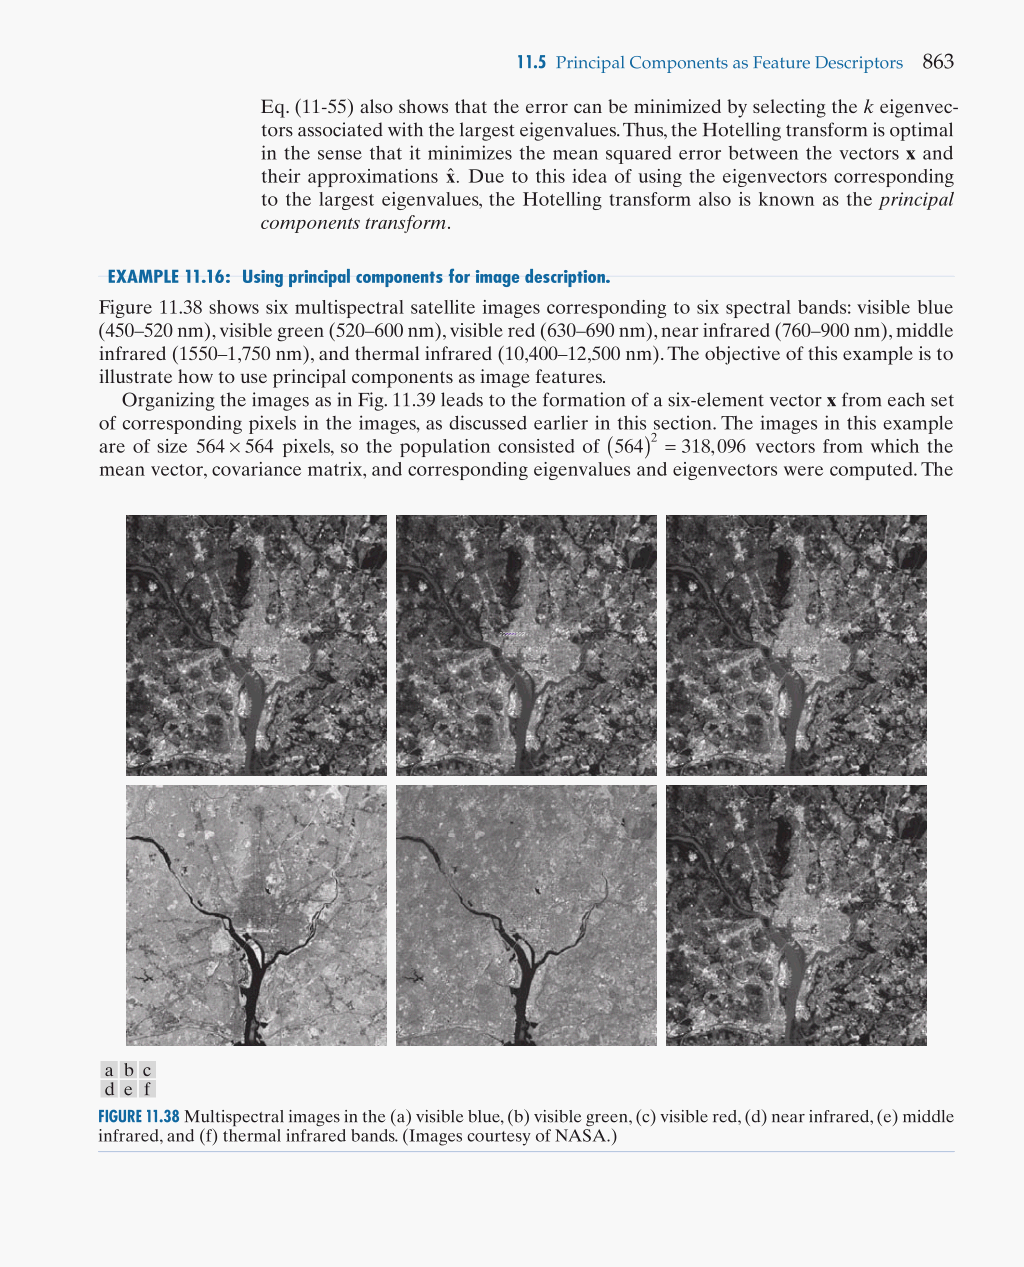 11.5 Principal Components as Feature Descriptors 863
Eq. (11-55) also shows that the error can be minimized by selecting the k eigenvec-
tors associated with the largest eigenvalues. Thus, the Hotelling transform is optimal
in the sense that it minimizes the mean squared error between the vectors x and
their approximations x̂. Due to this idea of using the eigenvectors corresponding
to the largest eigenvalues, the Hotelling transform also is known as the principal
components transform.
EXAMPLE 11.16: Using principal components for image description.
Figure 11.38 shows six multispectral satellite images corresponding to six spectral bands: visible blue
(450–520 nm), visible green (520–600 nm), visible red (630–690 nm), near infrared (760–900 nm), middle
infrared (1550–1,750 nm), and thermal infrared (10,400–12,500 nm). The objective of this example is to
illustrate how to use principal components as image features.
Organizing the images as in Fig. 11.39 leads to the formation of a six-element vector x from each set
of corresponding pixels in the images, as discussed earlier in this section. The images in this example
are of size 564 × 564 pixels, so the population consisted of (564)² = 318,096 vectors from which the
mean vector, covariance matrix, and corresponding eigenvalues and eigenvectors were computed. The
a b c
d e f
FIGURE 11.38 Multispectral images in the (a) visible blue, (b) visible green, (c) visible red, (d) near infrared, (e) middle
infrared, and (f) thermal infrared bands. (Images courtesy of NASA.)